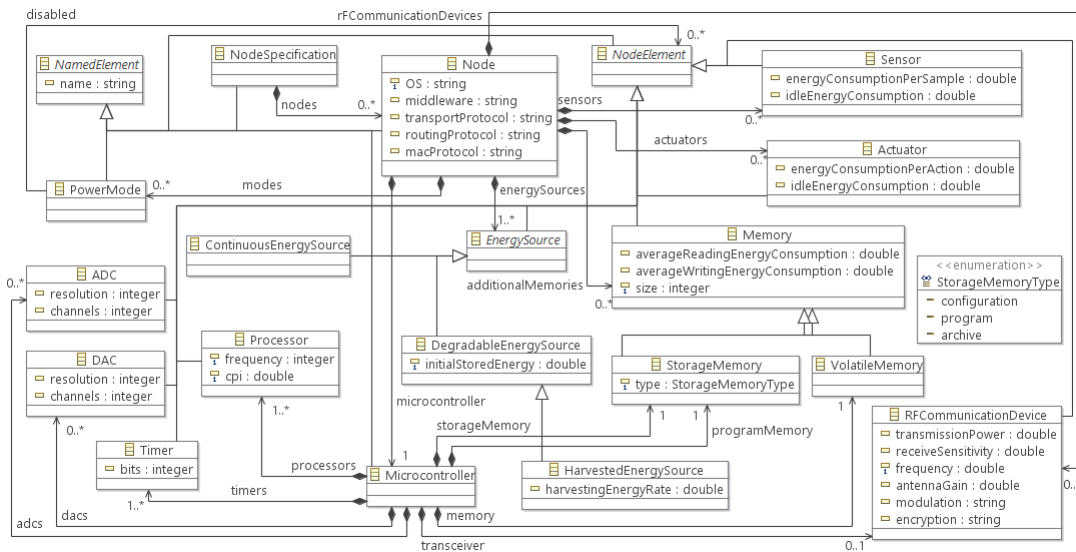 disabled
rFCommunicationDevices
0..*
NamedElement
name : string
NodeSpecification
nodes
0..*
Node
OS : string
middleware : string
transportProtocol : string
routingProtocol : string
macProtocol : string
NodeElement
sensors
0..*
Sensor
energyConsumptionPerSample : double
idleEnergyConsumption : double
actuators
0..*
Actuator
energyConsumptionPerAction : double
idleEnergyConsumption : double
PowerMode
0..*
modes
energySources
1..*
ContinuousEnergySource
EnergySource
additionalMemories
0..*
Memory
averageReadingEnergyConsumption : double
averageWritingEnergyConsumption : double
size : integer
<<enumeration>>
StorageMemoryType
configuration
program
archive
0..*
ADC
resolution : integer
channels : integer
DAC
resolution : integer
channels : integer
0..*
Processor
frequency : integer
cpi : double
1..*
DegradableEnergySource
initialStoredEnergy : double
StorageMemory
type : StorageMemoryType
VolatileMemory
1
1
1
microcontroller
1
storageMemory
programMemory
RFCommunicationDevice
transmissionPower : double
receiveSensitivity : double
frequency : double
antennaGain : double
modulation : string
encryption : string
0..
Timer
bits : integer
1..*
processors
timers
Microcontroller
HarvestedEnergySource
harvestingEnergyRate : double
adcs
dacs
memory
transceiver
0..1